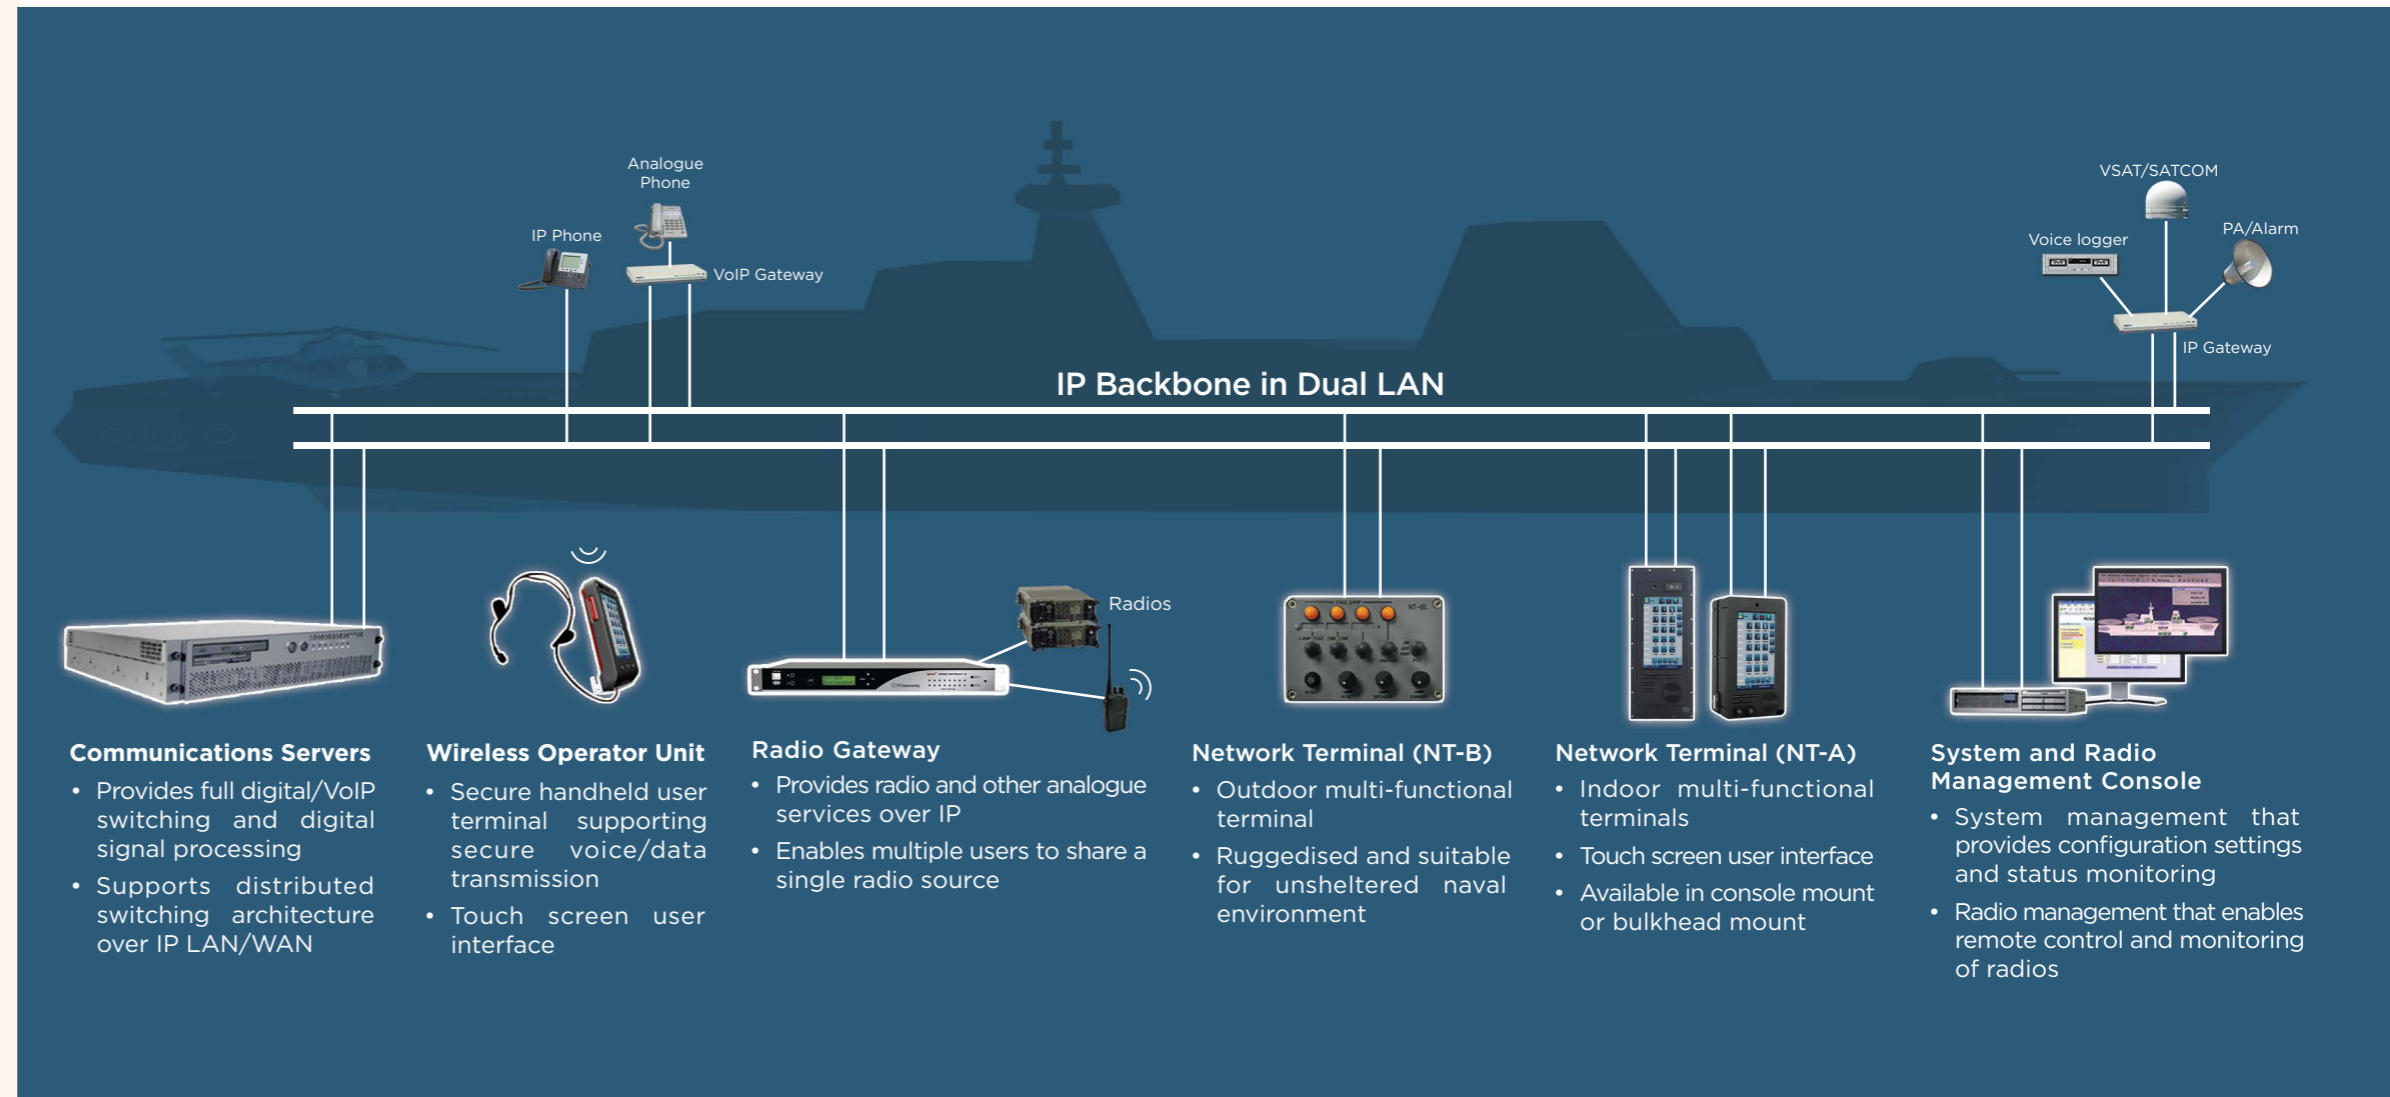 Analogue
Phone
IP Phone
VoIP Gateway
VSAT/SATCOM
Voice logger
PA/Alarm
IP Gateway
IP Backbone in Dual LAN
Radios
NT-B1
Communications Servers
• Provides full digital/VoIP
switching and digital
signal processing
• Supports distributed
switching architecture
over IP LAN/WAN
Wireless Operator Unit
• Secure handheld user
terminal supporting
secure voice/data
transmission
• Touch screen user
interface
Radio Gateway
• Provides radio and other analogue
services over IP
• Enables multiple users to share a
single radio source
Network Terminal (NT-B)
• Outdoor multi-functional
terminal
• Ruggedised and suitable
for unsheltered naval
environment
Network Terminal (NT-A)
• Indoor multi-functional
terminals
• Touch screen user interface
• Available in console mount
or bulkhead mount
System and Radio
Management Console
• System management that
provides configuration settings
and status monitoring
• Radio management that enables
remote control and monitoring
of radios